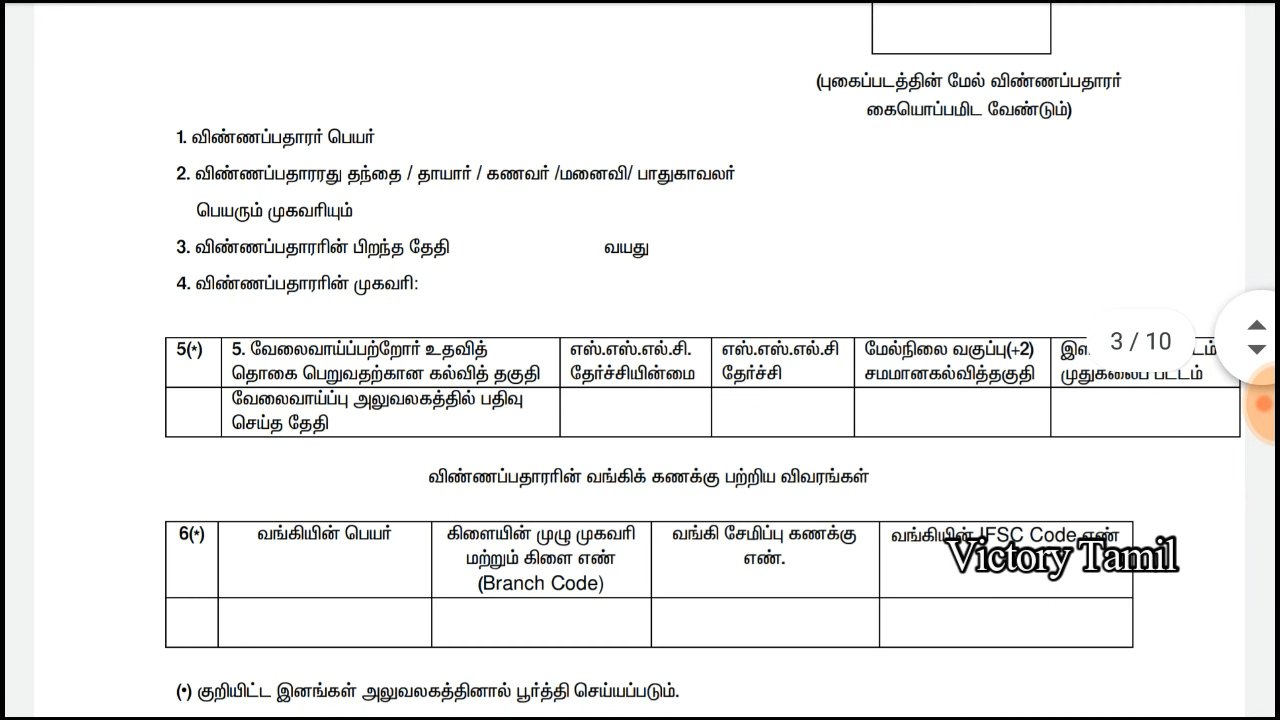 (புகைப்படத்தின் மேல் விண்ணப்பதாரர்
கையொப்பமிட வேண்டும்)
1. விண்ணப்பதாரர் பெயர்
2. விண்ணப்பதாரரது தந்தை / தாயார் / கணவர் /மனைவி/ பாதுகாவலர்
பெயரும் முகவரியும்
3. விண்ணப்பதாரரின் பிறந்த தேதி வயது
4. விண்ணப்பதாரரின் முகவரி:
3 / 10
5(*) 5. வேலைவாய்ப்பற்றோர் உதவித் எஸ்.எஸ்.எல்.சி. எஸ்.எஸ்.எல்.சி மேல்நிலை வகுப்பு(+2)
தொகை பெறுவதற்கான கல்வித் தகுதி தேர்ச்சியின்மை தேர்ச்சி சமமானகல்வித்தகுதி முதுகலைப் பட்டம்
வேலைவாய்ப்பு அலுவலகத்தில் பதிவு
செய்த தேதி
விண்ணப்பதாரரின் வங்கிக் கணக்கு பற்றிய விவரங்கள்
6(*) வங்கியின் பெயர் கிளையின் முழு முகவரி வங்கி சேமிப்பு கணக்கு வங்கியின் IFSC Code எண்
மற்றும் கிளை எண் எண்.
(Branch Code)
Victory Tamil
(*) குறியிட்ட இனங்கள் அலுவலகத்தினால் பூர்த்தி செய்யப்படும்.